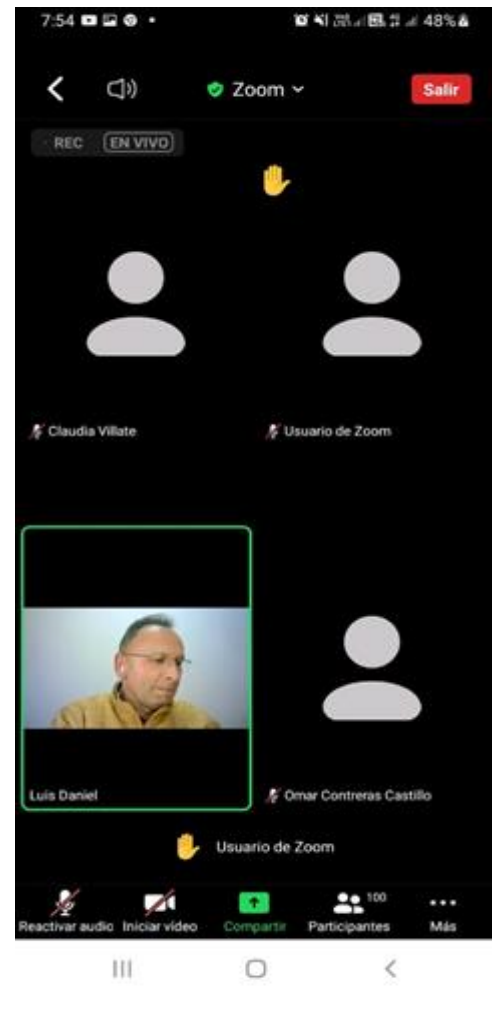 7:54 48%
Zoom Salir
REC EN VIVO
Claudia Villate Usuario de Zoom
Luis Daniel Omar Contreras Castillo
Usuario de Zoom
100
Reactivar audio Iniciar vídeo Compartir Participantes Más